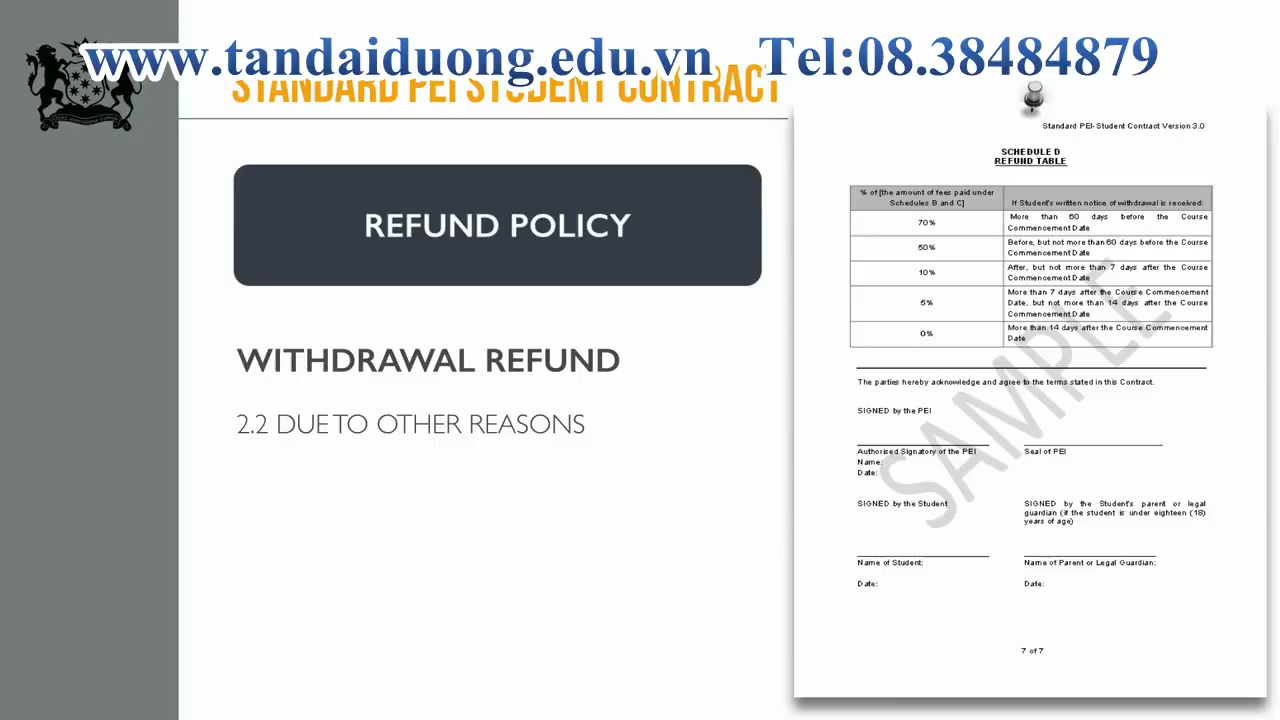 www.tandaiduong.edu.vn Tel:08.38484879
STANDARD PEI STUDENT CONTRACT
REFUND POLICY
WITHDRAWAL REFUND
2.2 DUE TO OTHER REASONS
Standard PEI- Student Contract Version 3.0
SCHEDULE D
REFUND TABLE
% of [the amount of fees paid under
Schedules B and C]
If Student's written notice of withdrawal is received:
70%
More than 60 days before the Course
Commencement Date
50%
Before, but not more than 60 days before the Course
Commencement Date
10%
After, but not more than 7 days after the Course
Commencement Date
5%
More than 7 days after the Course Commencement
Date, but not more than 14 days after the Course
Commencement Date
0%
More than 14 days after the Course Commencement
Date
The parties hereby acknowledge and agree to the terms stated in this Contract.
SIGNED by the PEI
Authorised Signatory of the PEI
Name:
Date:
Seal of PEI
SIGNED by the Student
SIGNED by the Student's parent or legal
guardian (if the student is under eighteen (18)
years of age)
Name of Student:
Date:
Name of Parent or Legal Guardian:
Date:
SAMPLE
7 of 7